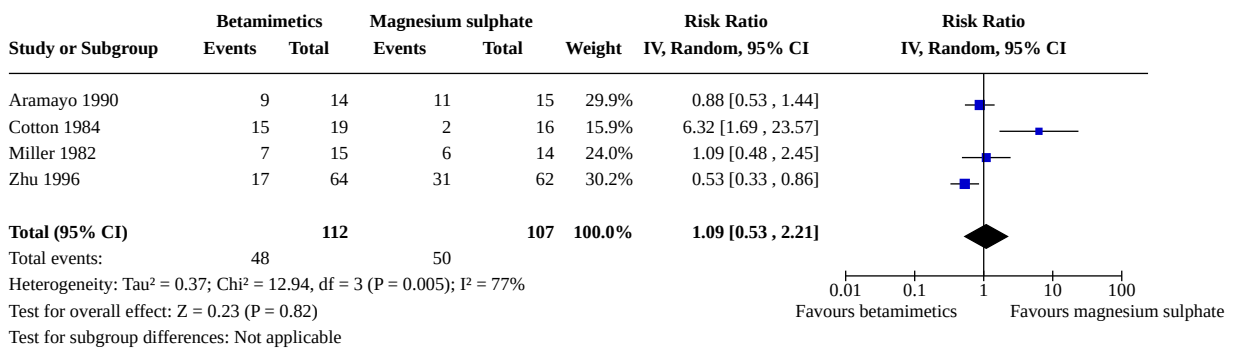 Betamimetics Magnesium sulphate Risk Ratio Risk Ratio
Study or Subgroup Events Total Events Total Weight IV, Random, 95% CI IV, Random, 95% CI
Aramayo 1990 9 14 11 15 29.9% 0.88 [0.53 , 1.44]
Cotton 1984 15 19 2 16 15.9% 6.32 [1.69 , 23.57]
Miller 1982 7 15 6 14 24.0% 1.09 [0.48 , 2.45]
Zhu 1996 17 64 31 62 30.2% 0.53 [0.33 , 0.86]
Total (95% CI) 112 107 100.0% 1.09 [0.53 , 2.21]
Total events: 48 50
Heterogeneity: Tau² = 0.37; Chi² = 12.94, df = 3 (P = 0.005); I² = 77%
0.01 0.1 1 10 100
Test for overall effect: Z = 0.23 (P = 0.82) Favours betamimetics Favours magnesium sulphate
Test for subgroup differences: Not applicable